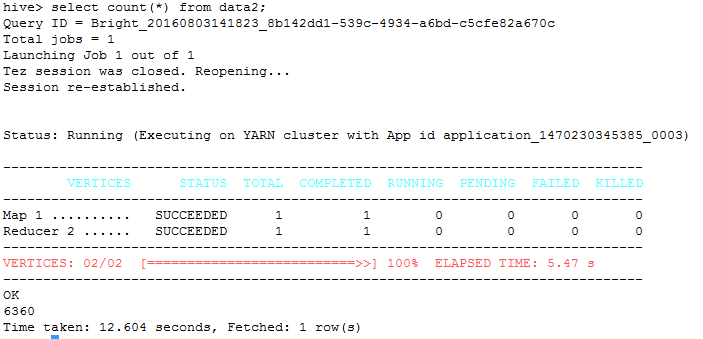 hive> select count(*) from data2;
Query ID = Bright_20160803141823_8b142dd1-539c-4934-a6bd-c5cfe82a670c
Total jobs = 1
Launching Job 1 out of 1
Tez session was closed. Reopening...
Session re-established.
Status: Running (Executing on YARN cluster with App id application_1470230345385_0003)
--------------------------------------------------------------------------------
VERTICES STATUS TOTAL COMPLETED RUNNING PENDING FAILED KILLED
--------------------------------------------------------------------------------
Map 1 .......... SUCCEEDED 1 1 0 0 0 0
Reducer 2 ...... SUCCEEDED 1 1 0 0 0 0
--------------------------------------------------------------------------------
VERTICES: 02/02 [==========================>>] 100% ELAPSED TIME: 5.47 s
--------------------------------------------------------------------------------
OK
6360
Time taken: 12.604 seconds, Fetched: 1 row(s)